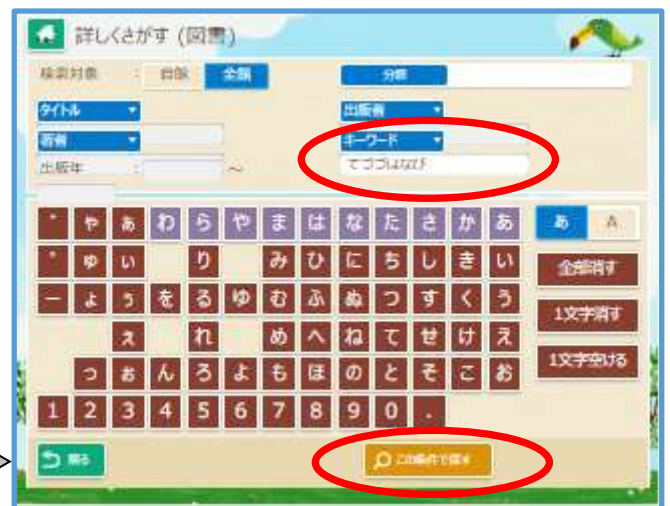 詳しくさがす (図書)
検索対象 : 自館 全館 分類
タイトル 出版者
著者 キーワード
出版年 : ～ てづつはなび
゛ ゃ ぁ わ ら や ま は な た さ か あ あ A
゜ ゅ ぃ り み ひ に ち し き い 全部消す
ー ょ ぅ を る ゆ む ふ ぬ つ す く う 1文字消す
ぇ れ め へ ね て せ け え
っ ぉ ん ろ よ も ほ の と そ こ お 1文字空ける
1 2 3 4 5 6 7 8 9 0 .
戻る この条件で探す